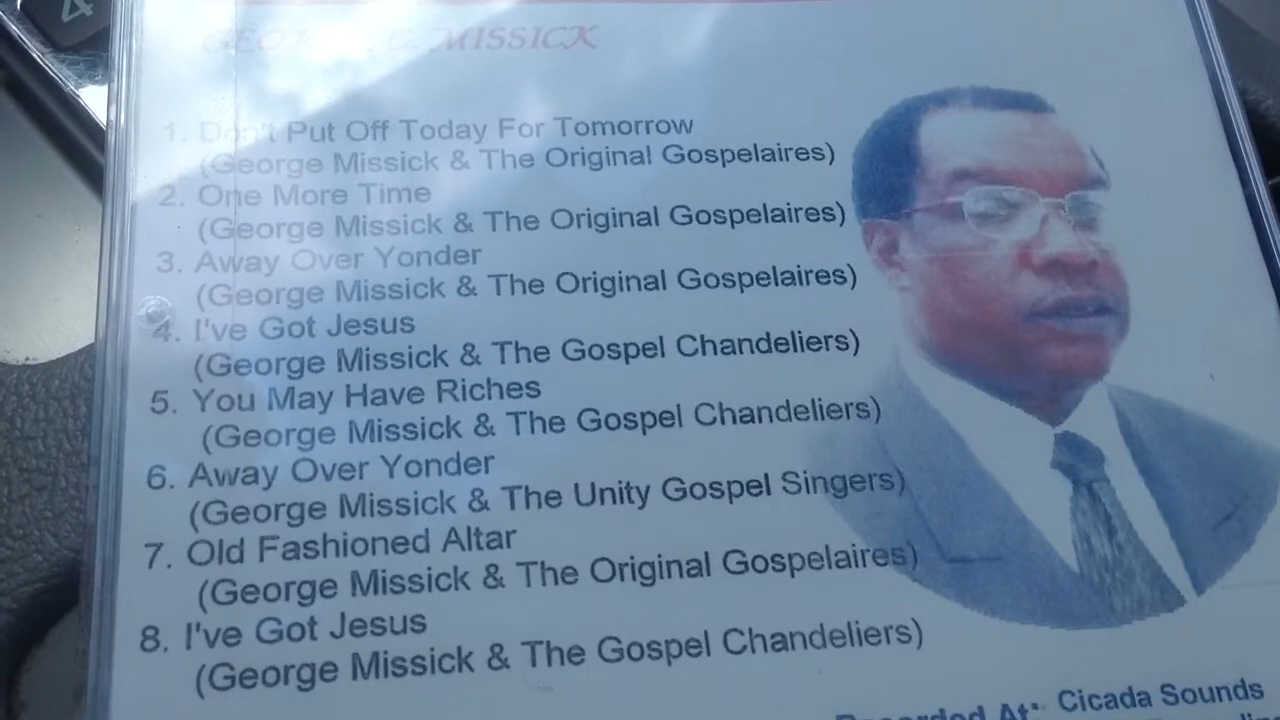 GEORGE C. MISSICK
1. Don't Put Off Today For Tomorrow
(George Missick & The Original Gospelaires)
2. One More Time
(George Missick & The Original Gospelaires)
3. Away Over Yonder
(George Missick & The Original Gospelaires)
4. I've Got Jesus
(George Missick & The Gospel Chandeliers)
5. You May Have Riches
(George Missick & The Gospel Chandeliers)
6. Away Over Yonder
(George Missick & The Unity Gospel Singers)
7. Old Fashioned Altar
(George Missick & The Original Gospelaires)
8. I've Got Jesus
(George Missick & The Gospel Chandeliers)
Recorded At: Cicada Sounds